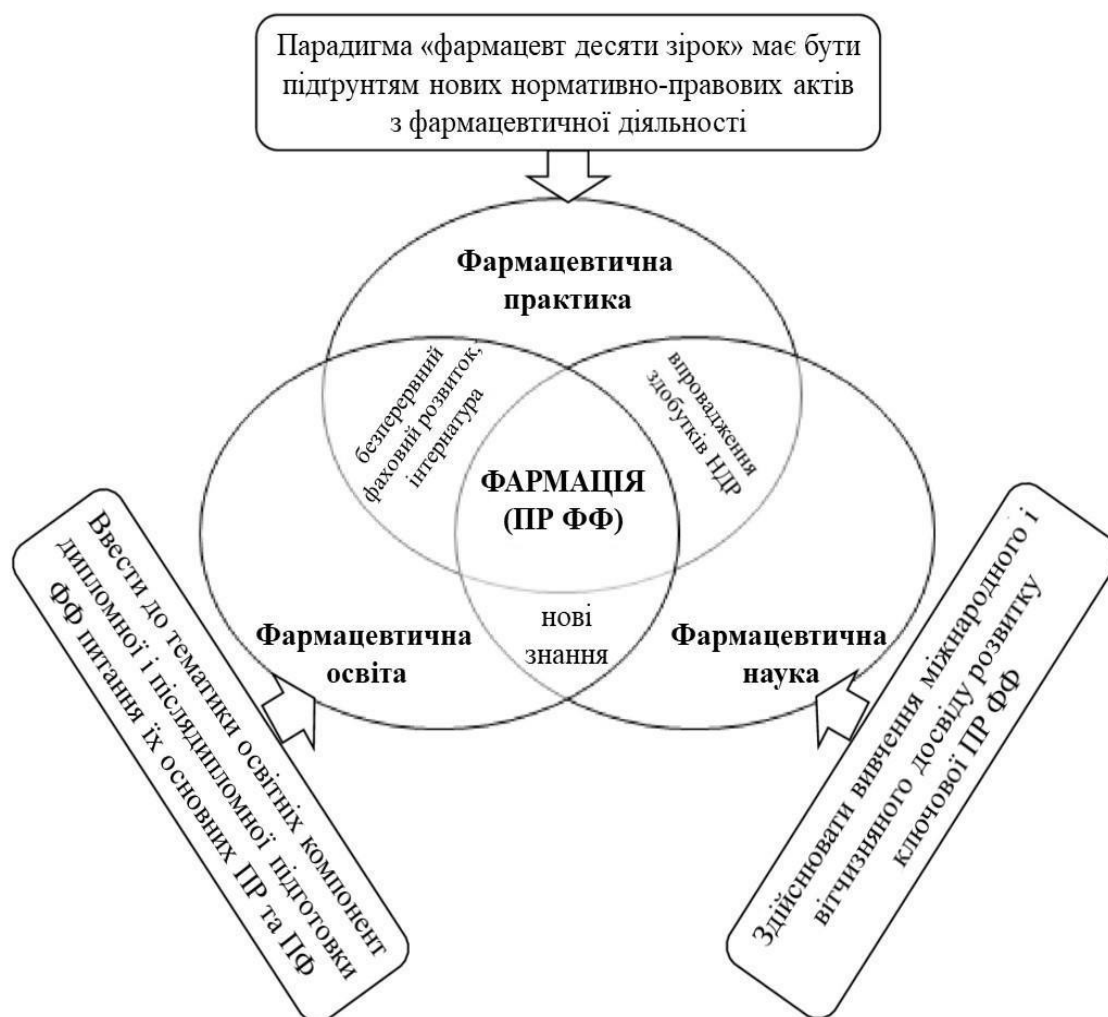 Парадигма «фармацевт десяти зірок» має бути
підґрунтям нових нормативно-правових актів
з фармацевтичної діяльності
Фармацевтична
практика
безперервний
фаховий розвиток,
інтернатура
впровадження
здобутків НДР
ФАРМАЦІЯ
(ПР ФФ)
Фармацевтична
освіта
нові
знання
Фармацевтична
наука
Ввести до тематики освітніх компонент
дипломної і післядипломної підготовки
ФФ питання їх основних ПР та ПФ
Здійснювати вивчення міжнародного і
вітчизняного досвіду розвитку
ключової ПР ФФ